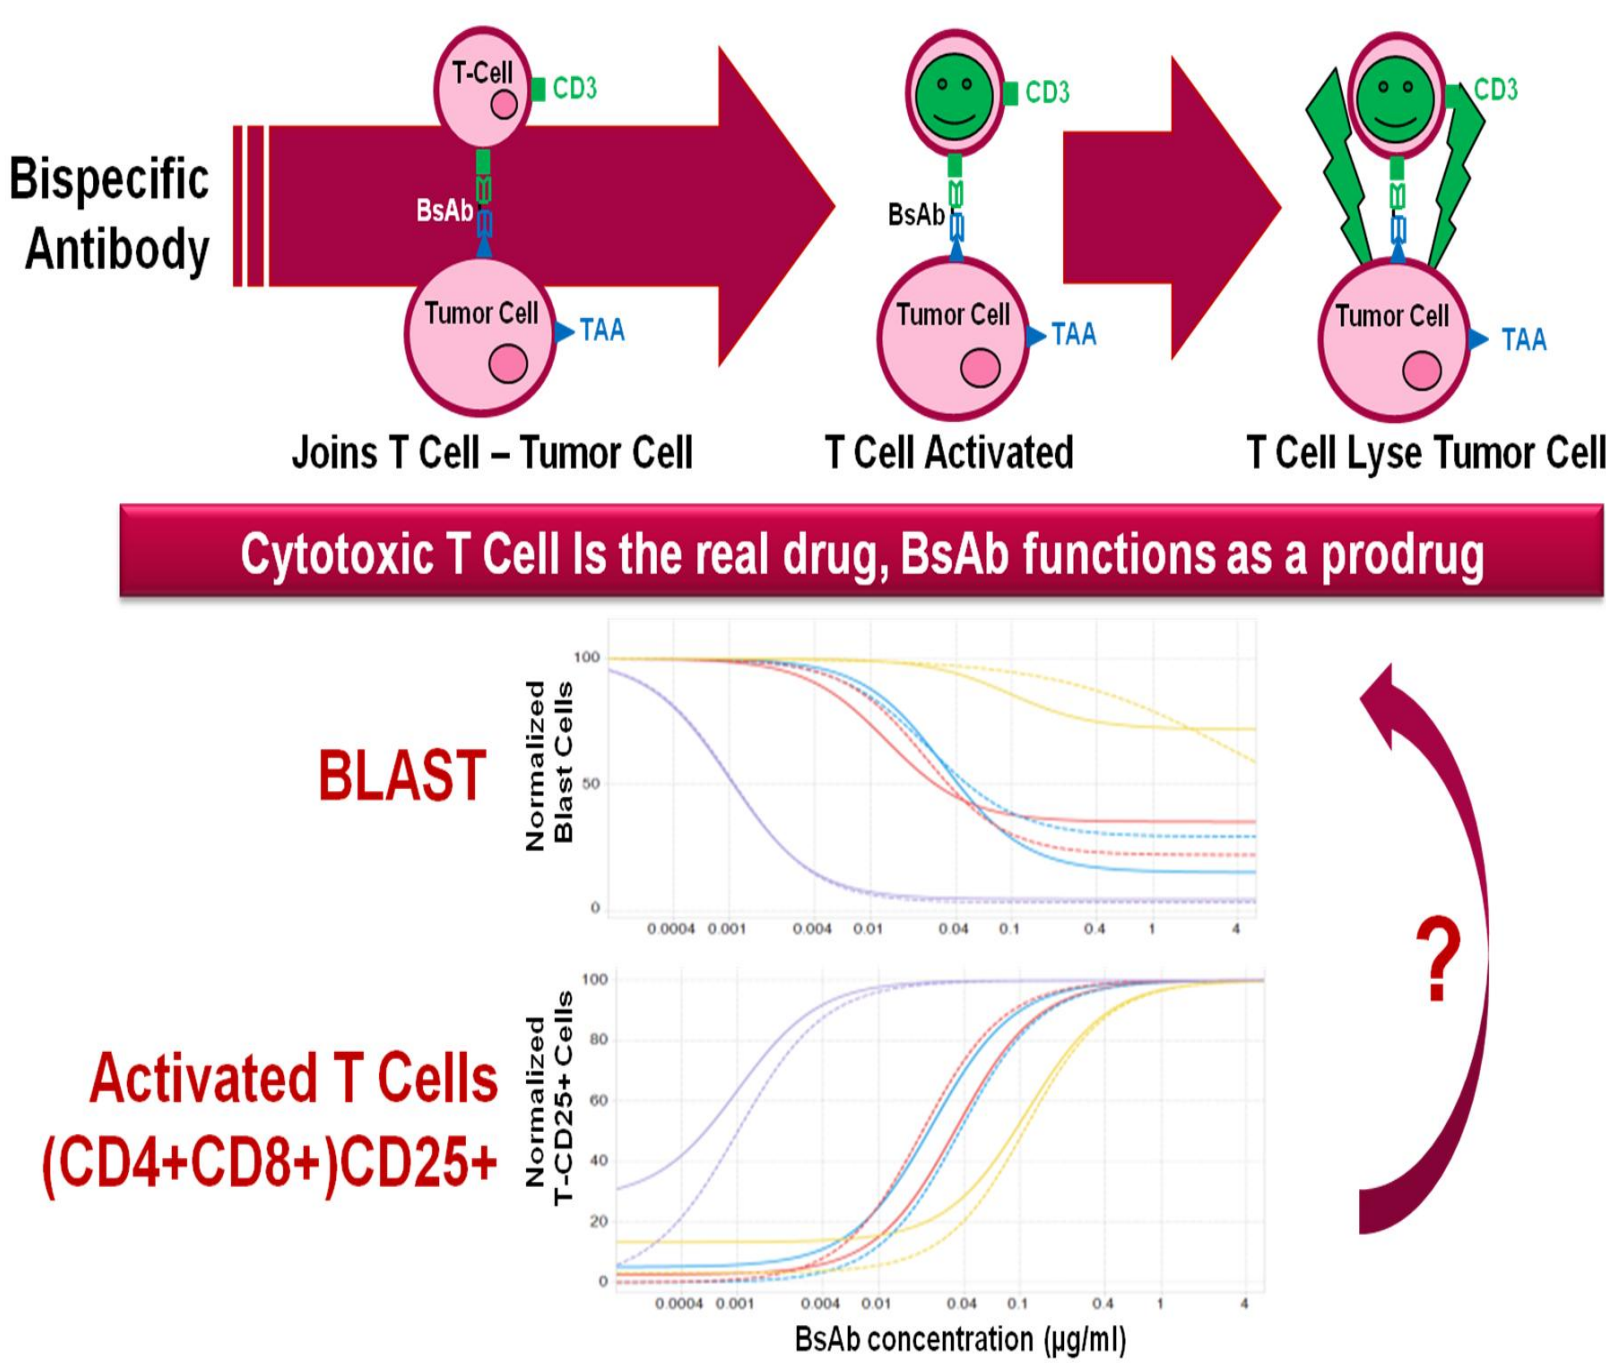 T-Cell
CD3
CD3
CD3
Bispecific
Antibody
BsAb
BsAb
Tumor Cell
TAA
Tumor Cell
TAA
Tumor Cell
TAA
Joins T Cell – Tumor Cell
T Cell Activated
T Cell Lyse Tumor Cell
Cytotoxic T Cell Is the real drug, BsAb functions as a prodrug
BLAST
Normalized
Blast Cells
100
50
0
0.0004 0.001 0.004 0.01 0.04 0.1 0.4 1 4
?
Activated T Cells
(CD4+CD8+)CD25+
Normalized
T-CD25+ Cells
100
80
60
40
20
0
0.0004 0.001 0.004 0.01 0.04 0.1 0.4 1 4
BsAb concentration (µg/ml)